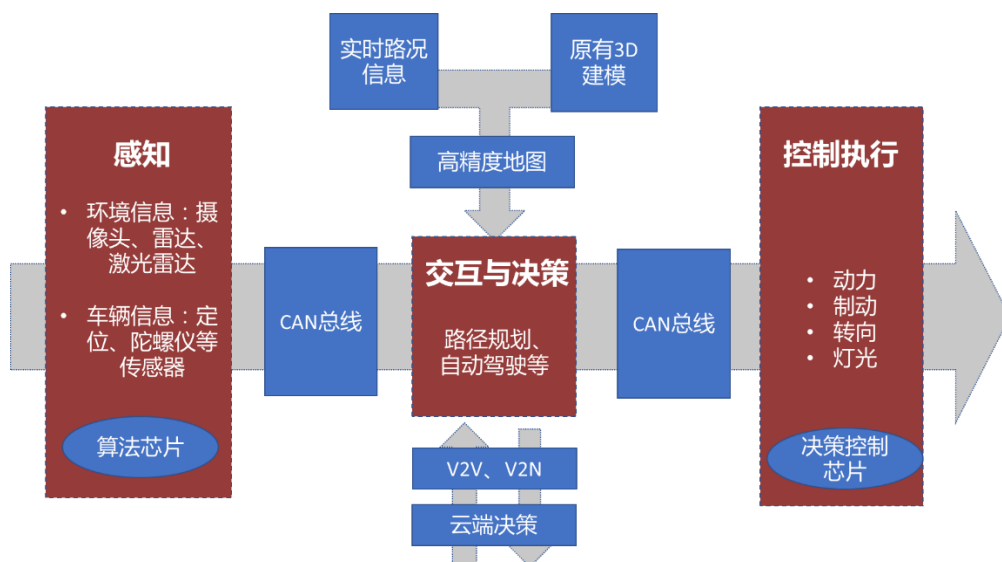 实时路况
信息
原有3D
建模
高精度地图
感知
• 环境信息：摄
像头、雷达、
激光雷达
• 车辆信息：定
位、陀螺仪等
传感器
算法芯片
CAN总线
交互与决策
路径规划、
自动驾驶等
CAN总线
控制执行
• 动力
• 制动
• 转向
• 灯光
决策控制
芯片
V2V、V2N
云端决策